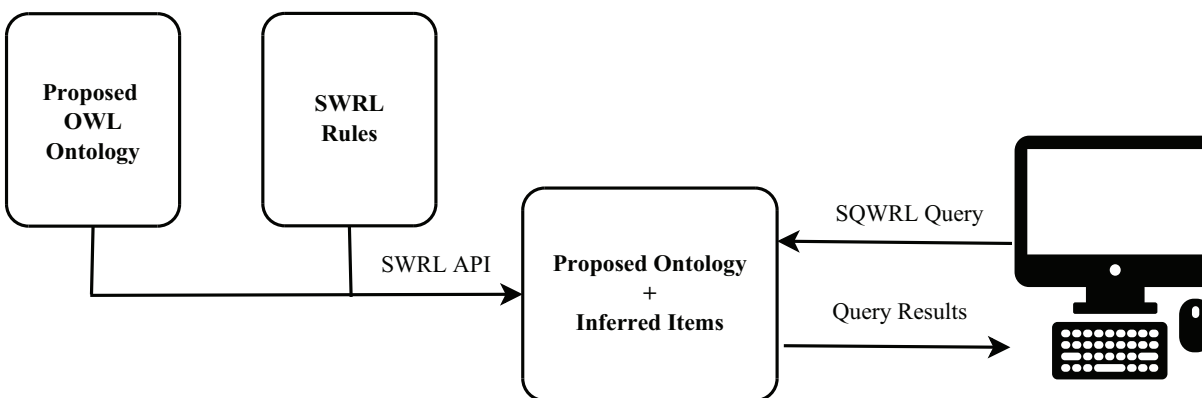 Proposed
OWL
Ontology
SWRL
Rules
SWRL API
Proposed Ontology
+
Inferred Items
SQWRL Query
Query Results